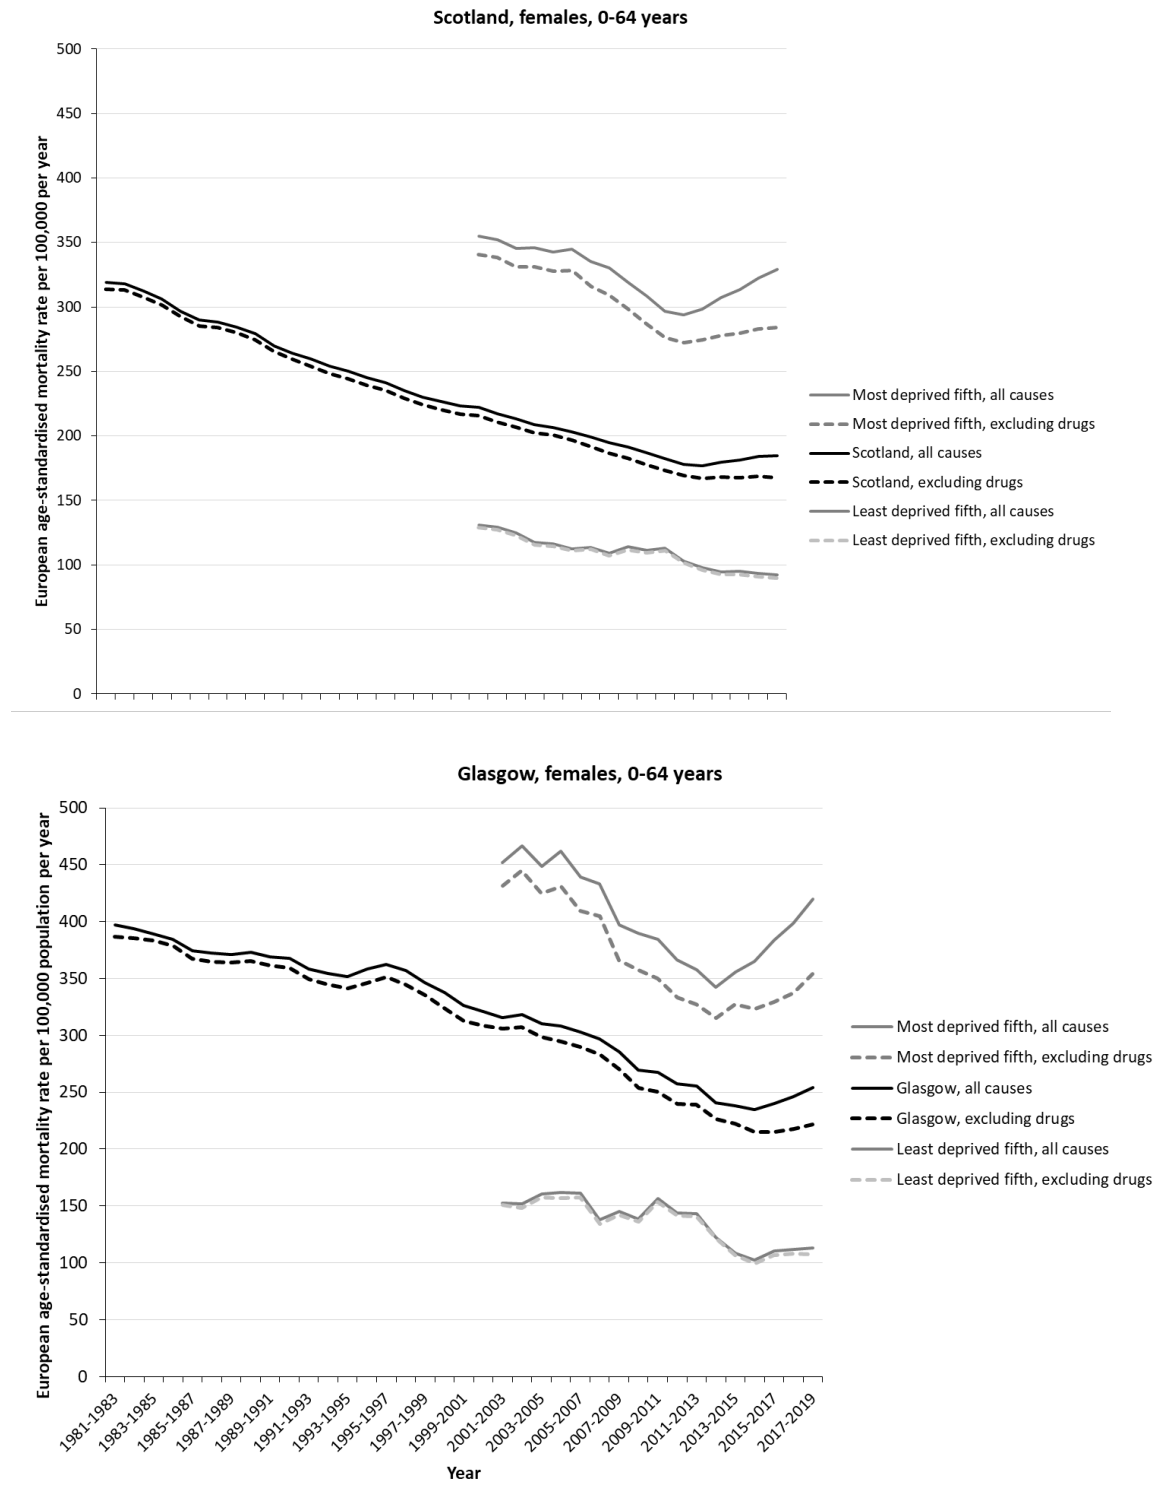 Scotland, females, 0-64 years
European age-standardised mortality rate per 100,000 per year
500
450
400
350
300
250
200
150
100
50
0
Most deprived fifth, all causes
Most deprived fifth, excluding drugs
Scotland, all causes
Scotland, excluding drugs
Least deprived fifth, all causes
Least deprived fifth, excluding drugs
Glasgow, females, 0-64 years
European age-standardised mortality rate per 100,000 population per year
500
450
400
350
300
250
200
150
100
50
0
Most deprived fifth, all causes
Most deprived fifth, excluding drugs
Glasgow, all causes
Glasgow, excluding drugs
Least deprived fifth, all causes
Least deprived fifth, excluding drugs
1981-1983
1983-1985
1985-1987
1987-1989
1989-1991
1991-1993
1993-1995
1995-1997
1997-1999
1999-2001
2001-2003
2003-2005
2005-2007
2007-2009
2009-2011
2011-2013
2013-2015
2015-2017
2017-2019
Year